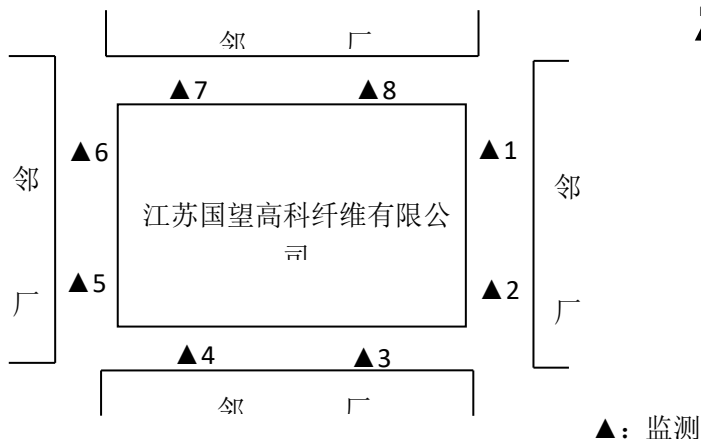 邻 厂
▲7 ▲8
▲6 ▲1
邻 厂
邻 厂
江苏国望高科纤维有限公
司
▲5 ▲2
▲4 ▲3
邻 厂
▲：监测